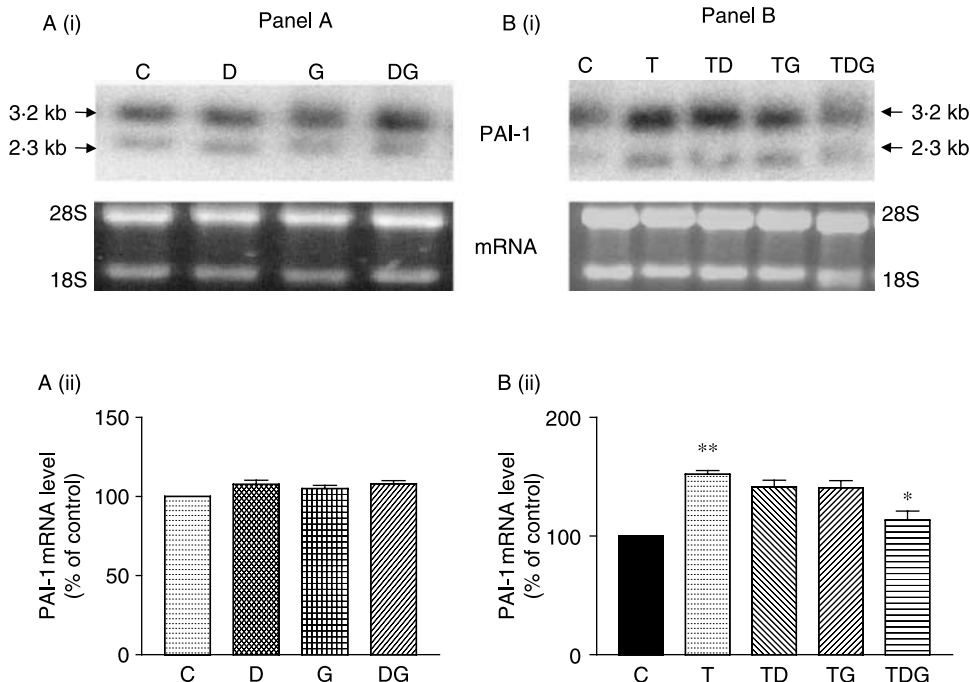 A (i)
Panel A
C D G DG
3·2 kb
2·3 kb
28S
18S
PAI-1
mRNA
B (i)
Panel B
C T TD TG TDG
3·2 kb
2·3 kb
28S
18S
A (ii)
PAI-1 mRNA level
(% of control)
150
100
50
0
C D G DG
B (ii)
PAI-1 mRNA level
(% of control)
200
100
0
**
*
C T TD TG TDG